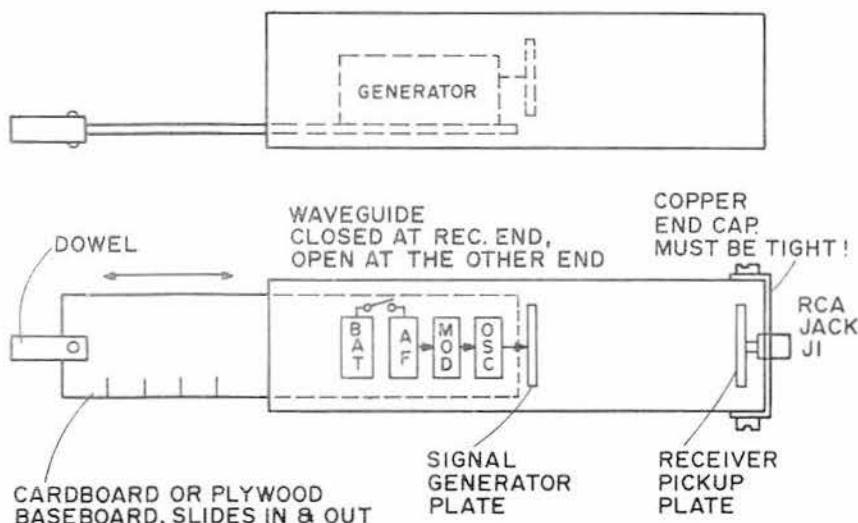 GENERATOR
DOWEL
WAVEGUIDE
CLOSED AT REC. END,
OPEN AT THE OTHER END
COPPER
END CAP.
MUST BE TIGHT!
BAT
AF
MOD
OSC
RCA
JACK
J1
SIGNAL
GENERATOR
PLATE
RECEIVER
PICKUP
PLATE
CARDBOARD OR PLYWOOD
BASEBOARD. SLIDES IN & OUT